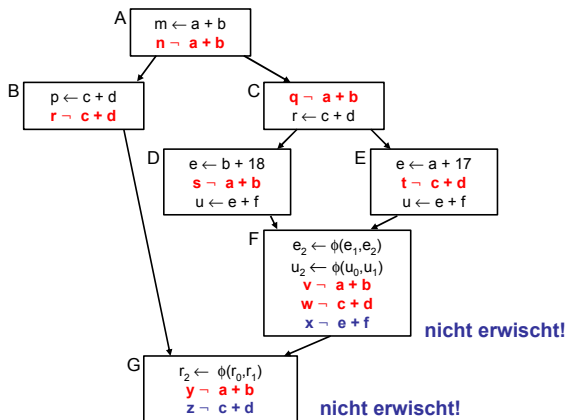 A
m ← a + b
n ¬ a + b
B
p ← c + d
r ¬ c + d
C
q ¬ a + b
r ← c + d
D
e ← b + 18
s ¬ a + b
u ← e + f
E
e ← a + 17
t ¬ c + d
u ← e + f
F
e₂ ← ϕ(e₁,e₂)
u₂ ← ϕ(u₀,u₁)
v ¬ a + b
w ¬ c + d
x ¬ e + f
nicht erwischt!
G
r₂ ← ϕ(r₀,r₁)
y ¬ a + b
z ¬ c + d
nicht erwischt!